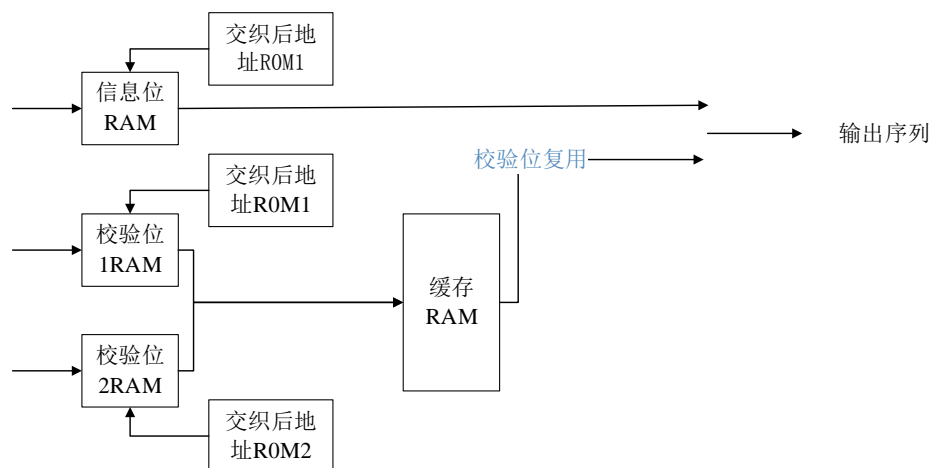 交织后地
址ROM1
信息位
RAM
输出序列
校验位复用
交织后地
址ROM1
校验位
1RAM
缓存
RAM
校验位
2RAM
交织后地
址ROM2